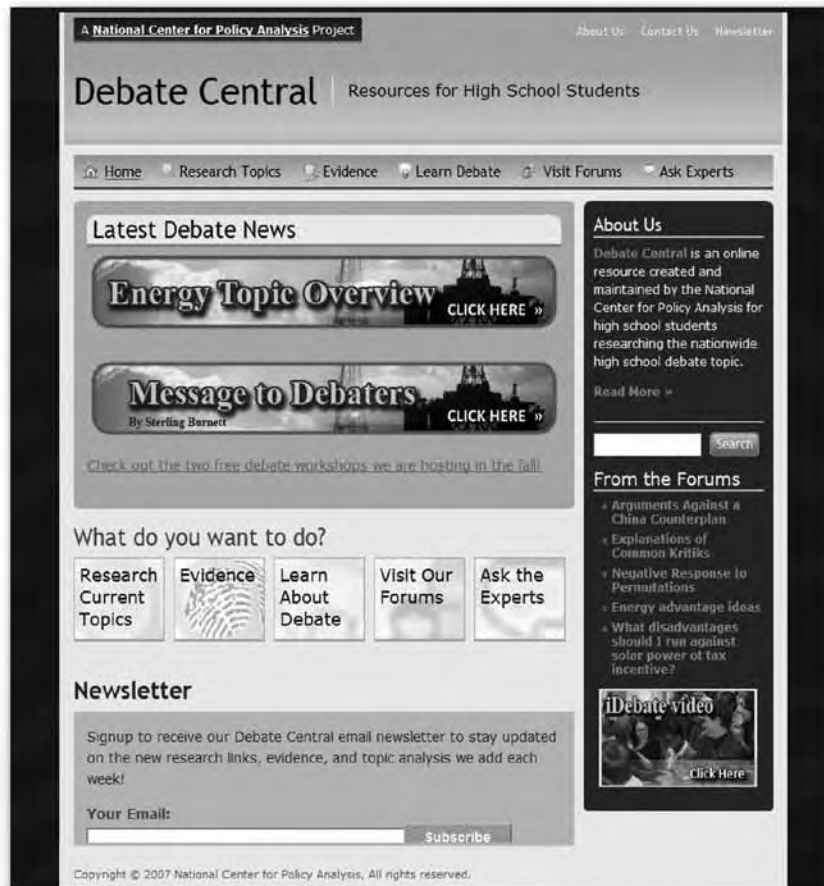 A National Center for Policy Analysis Project
About Us Contact Us Newsletter
Debate Central
Resources for High School Students
Home Research Topics Evidence Learn Debate Visit Forums Ask Experts
Latest Debate News
Energy Topic Overview
CLICK HERE »
Message to Debaters
By Sterling Burnett
CLICK HERE »
Check out the two free debate workshops we are hosting in the fall!
What do you want to do?
Research
Current
Topics
Evidence
Learn
About
Debate
Visit Our
Forums
Ask the
Experts
Newsletter
Signup to receive our Debate Central email newsletter to stay updated
on the new research links, evidence, and topic analysis we add each
week!
Your Email:
Subscribe
About Us
Debate Central is an online
resource created and
maintained by the National
Center for Policy Analysis for
high school students
researching the nationwide
high school debate topic.
Read More »
Search
From the Forums
Arguments Against a
China Counterplan
Explanations of
Common Kritiks
Negative Response to
Permutations
Energy advantage ideas
What disadvantages
should I run against
solar power ot tax
incentive?
iDebate video
Click Here
Copyright © 2007 National Center for Policy Analysis, All rights reserved.